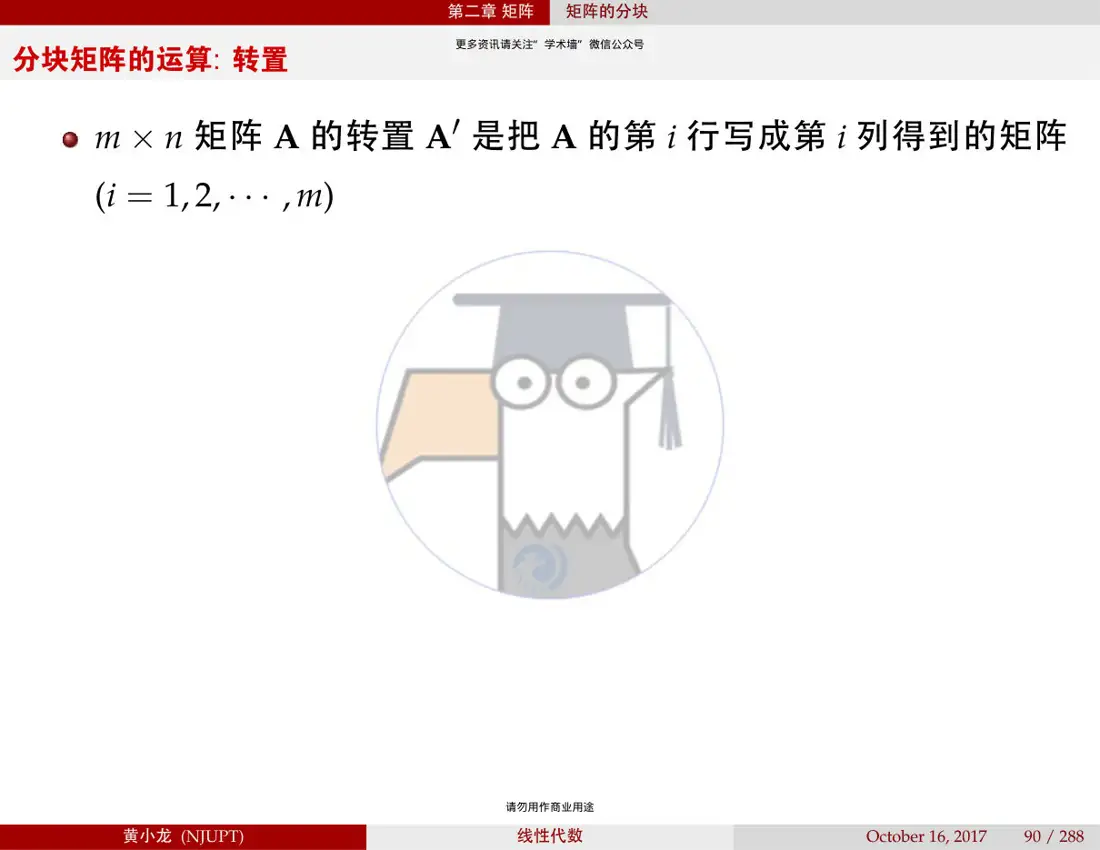 第二章 矩阵 矩阵的分块
更多资讯请关注“学术墙”微信公众号
分块矩阵的运算: 转置
m × n 矩阵 A 的转置 A′ 是把 A 的第 i 行写成第 i 列得到的矩阵
(i = 1, 2, · · · , m)
请勿用作商业用途
黄小龙 (NJUPT) 线性代数 October 16, 2017 90 / 288